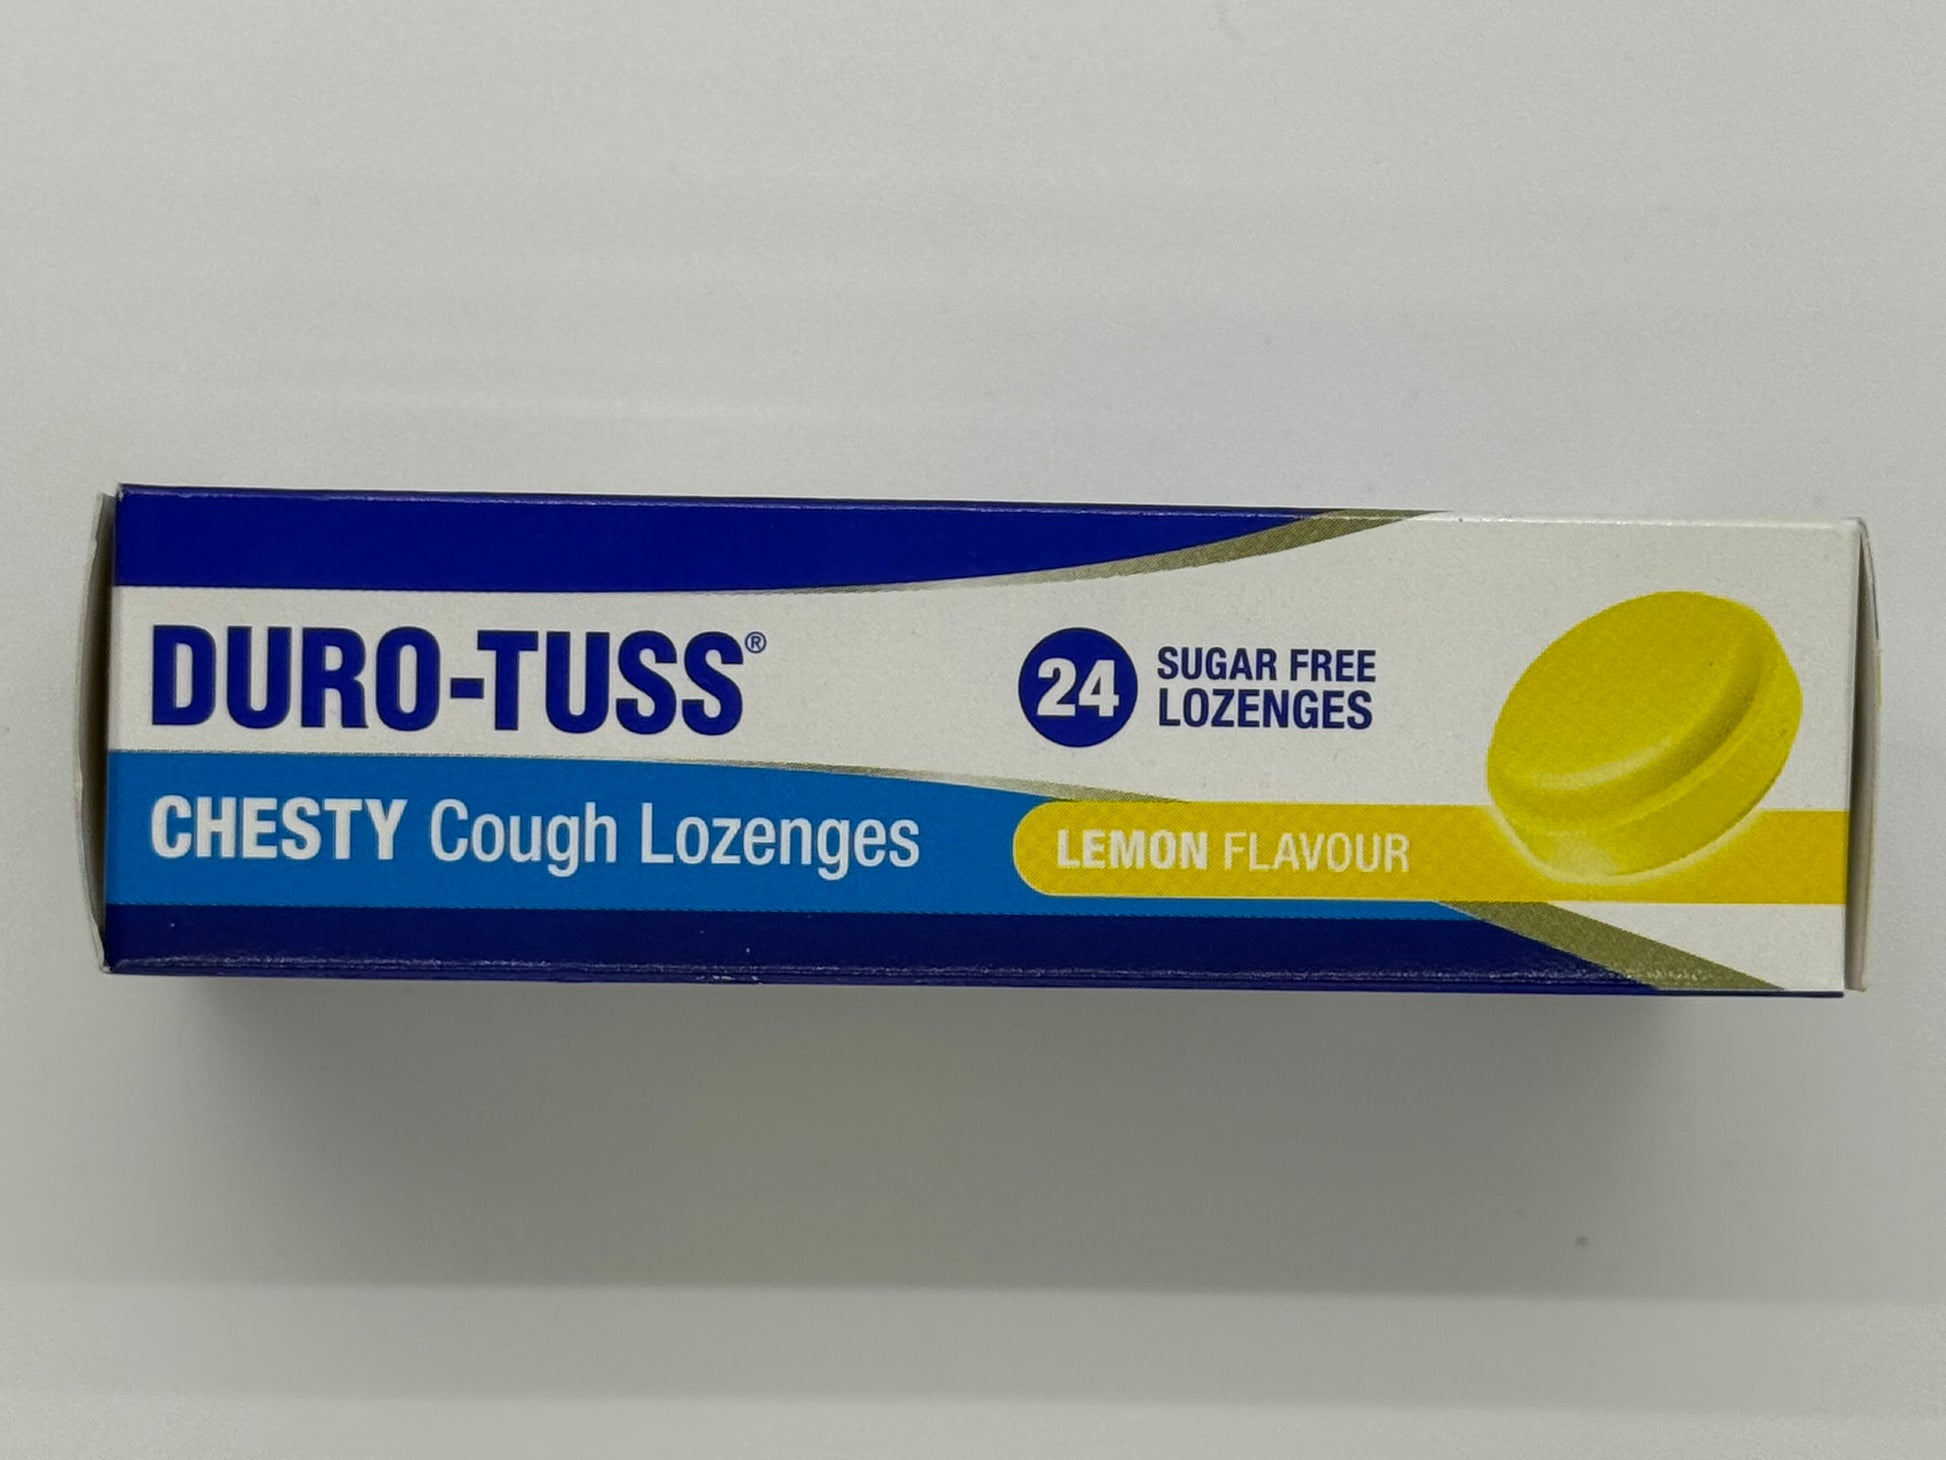 DURO-TUSS®
CHESTY Cough Lozenges
24
SUGAR FREE
LOZENGES
LEMON FLAVOUR